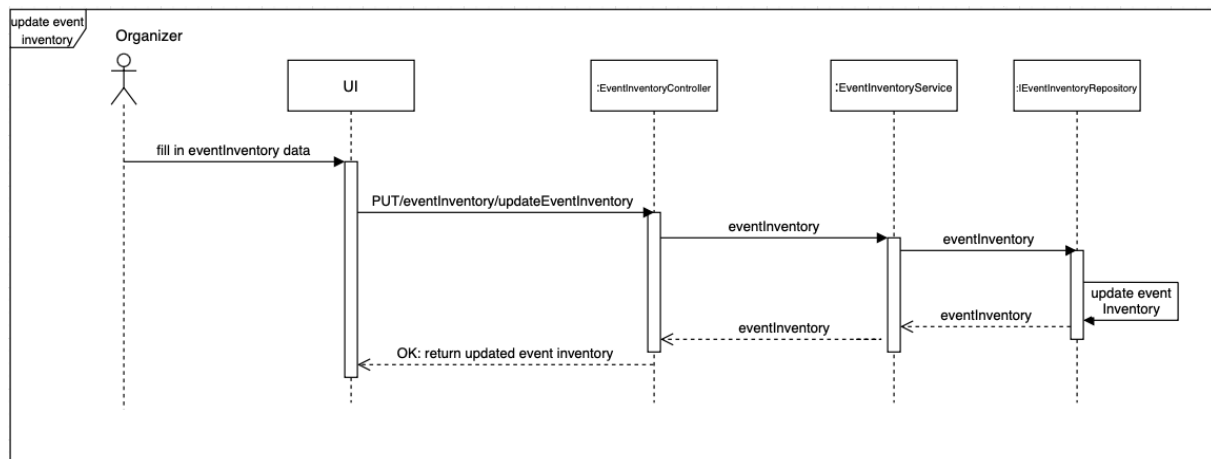 update event
inventory
Organizer
UI
:EventInventoryController
:EventInventoryService
:IEventInventoryRepository
fill in eventInventory data
PUT/eventInventory/updateEventInventory
eventInventory
eventInventory
update event
Inventory
eventInventory
eventInventory
OK: return updated event inventory